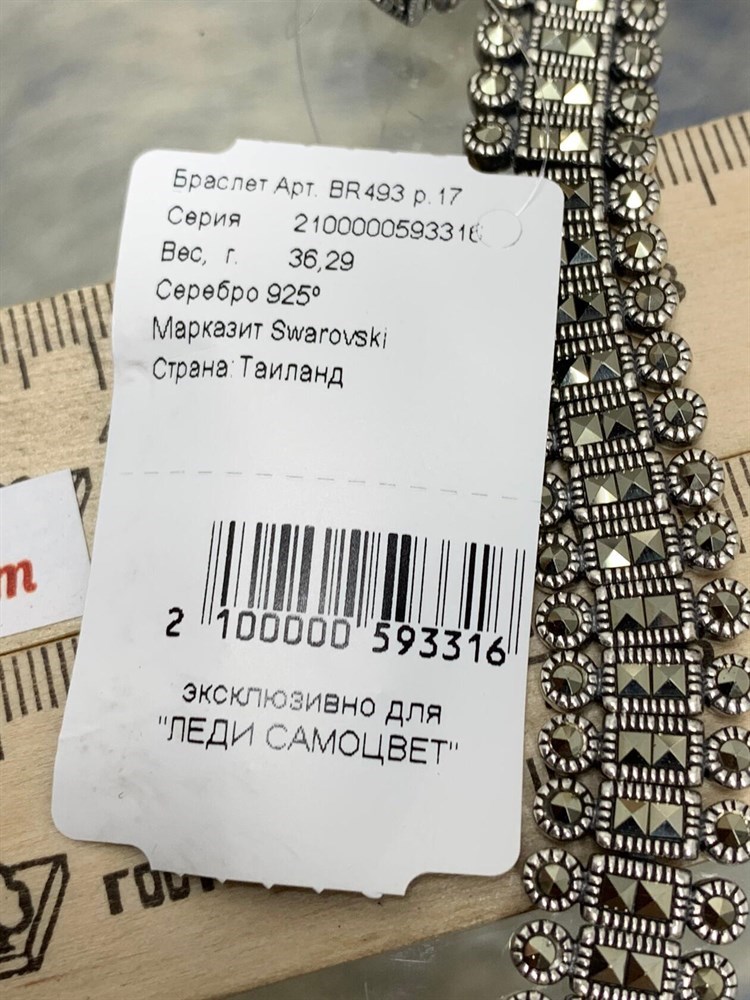 Браслет Арт. BR493 р.17
Серия 2100000593316
Вес, г. 36,29
Серебро 925°
Марказит Swarovski
Страна: Таиланд
2 100000 593316
эксклюзивно для
"ЛЕДИ САМОЦВЕТ"
m
ГОСТ